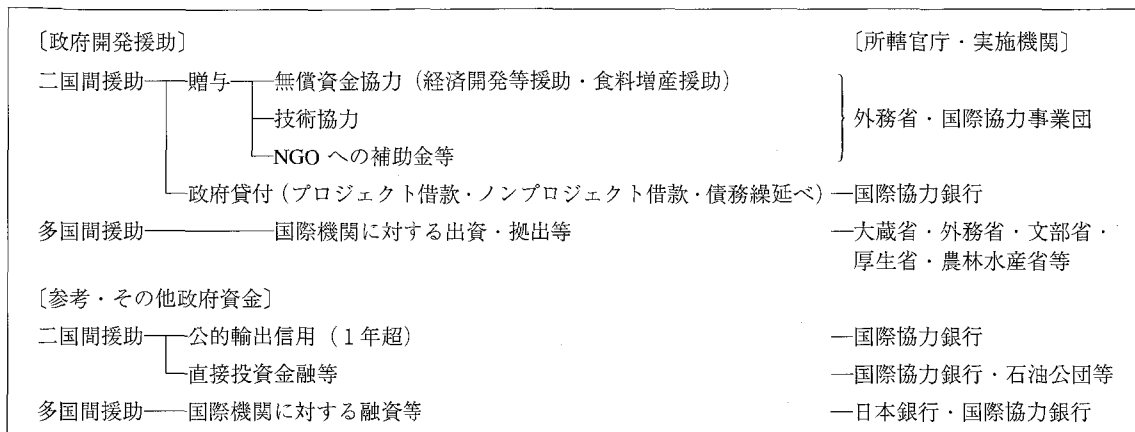 〔政府開発援助〕 〔所轄官庁・実施機関〕
二国間援助 贈与 無償資金協力（経済開発等援助・食料増産援助）
技術協力 外務省・国際協力事業団
NGO への補助金等
政府貸付（プロジェクト借款・ノンプロジェクト借款・債務繰延べ） 国際協力銀行
多国間援助 国際機関に対する出資・拠出等 大蔵省・外務省・文部省・
厚生省・農林水産省等
〔参考・その他政府資金〕
二国間援助 公的輸出信用（1年超） 国際協力銀行
直接投資金融等 国際協力銀行・石油公団等
多国間援助 国際機関に対する融資等 日本銀行・国際協力銀行